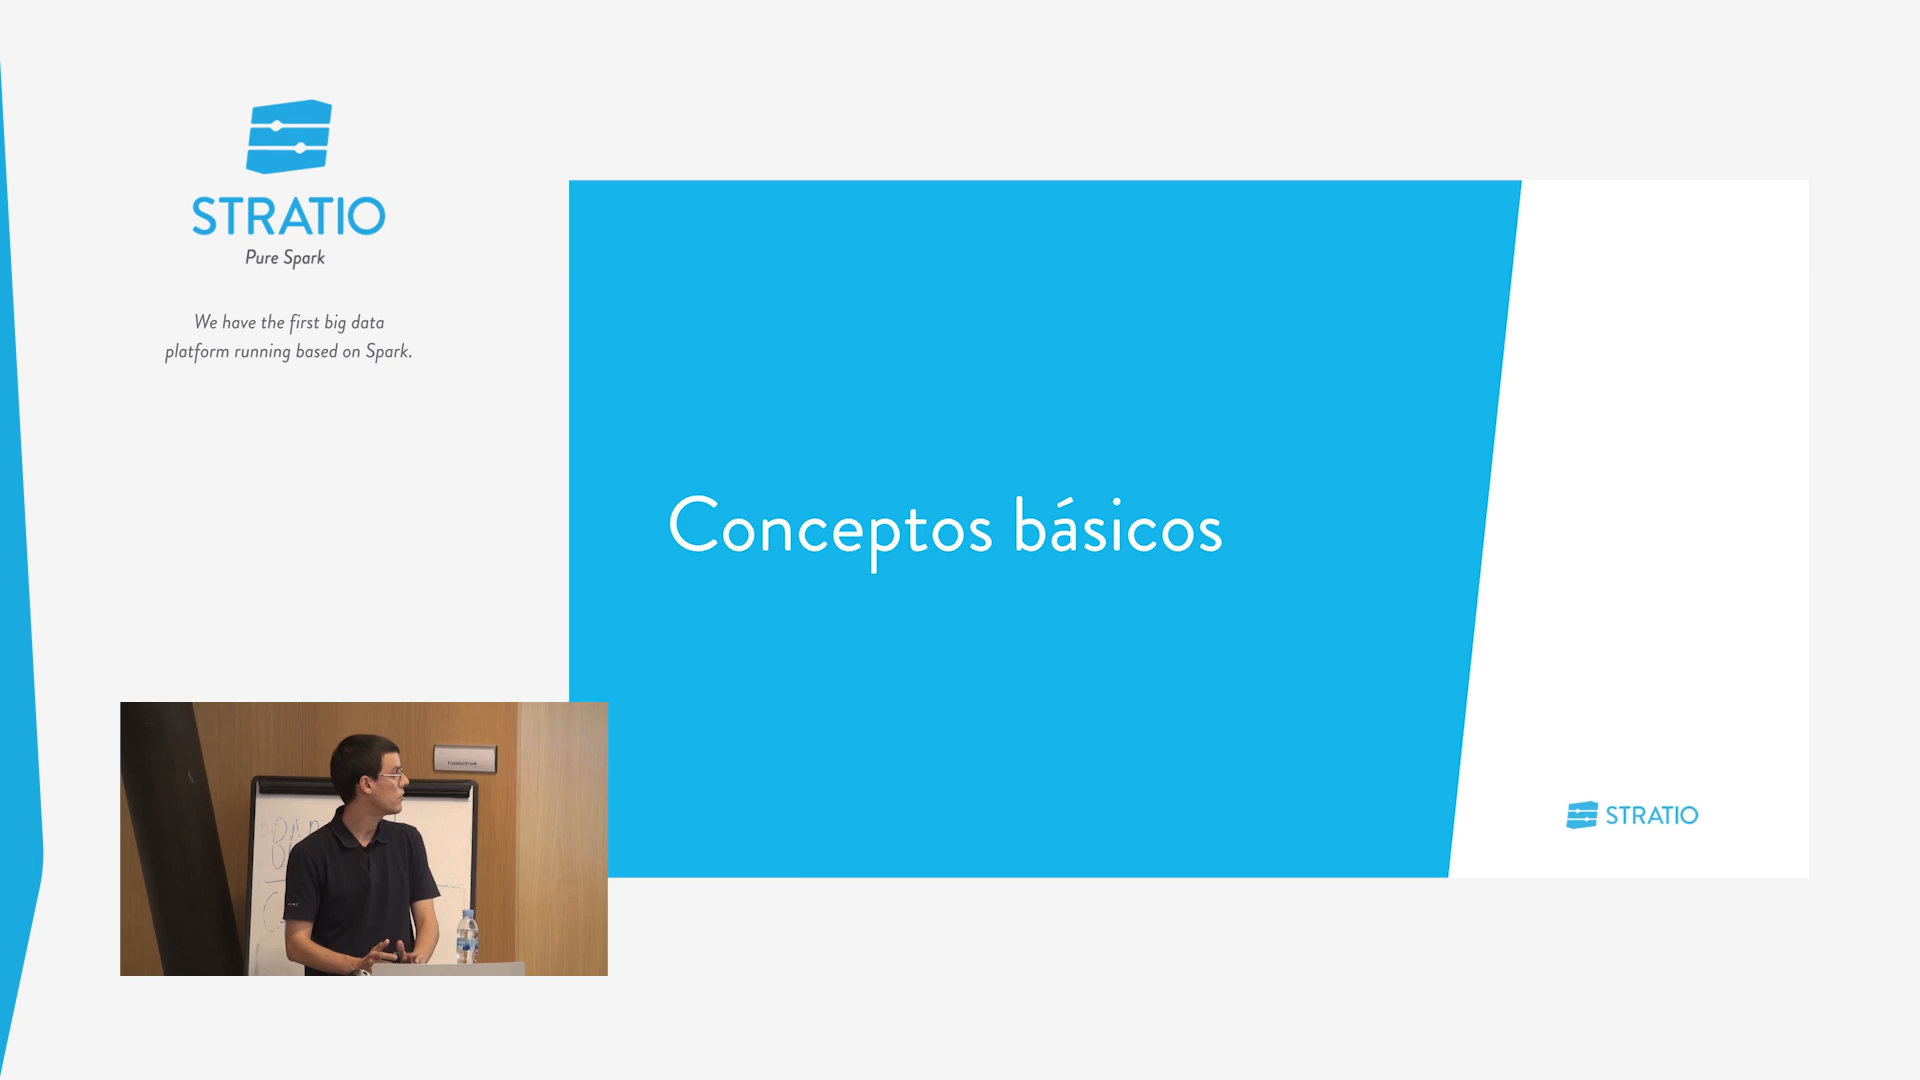 STRATIO
Pure Spark
We have the first big data
platform running based on Spark.
Conceptos básicos
STRATIO